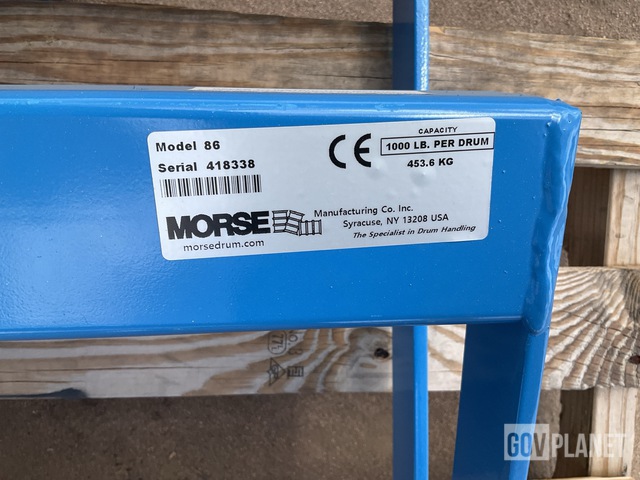 Model 86
Serial 418338
CAPACITY
1000 LB. PER DRUM
453.6 KG
CE
MORSE
Manufacturing Co. Inc.
Syracuse, NY 13208 USA
morsedrum.com
The Specialist in Drum Handling
GOVPLANET